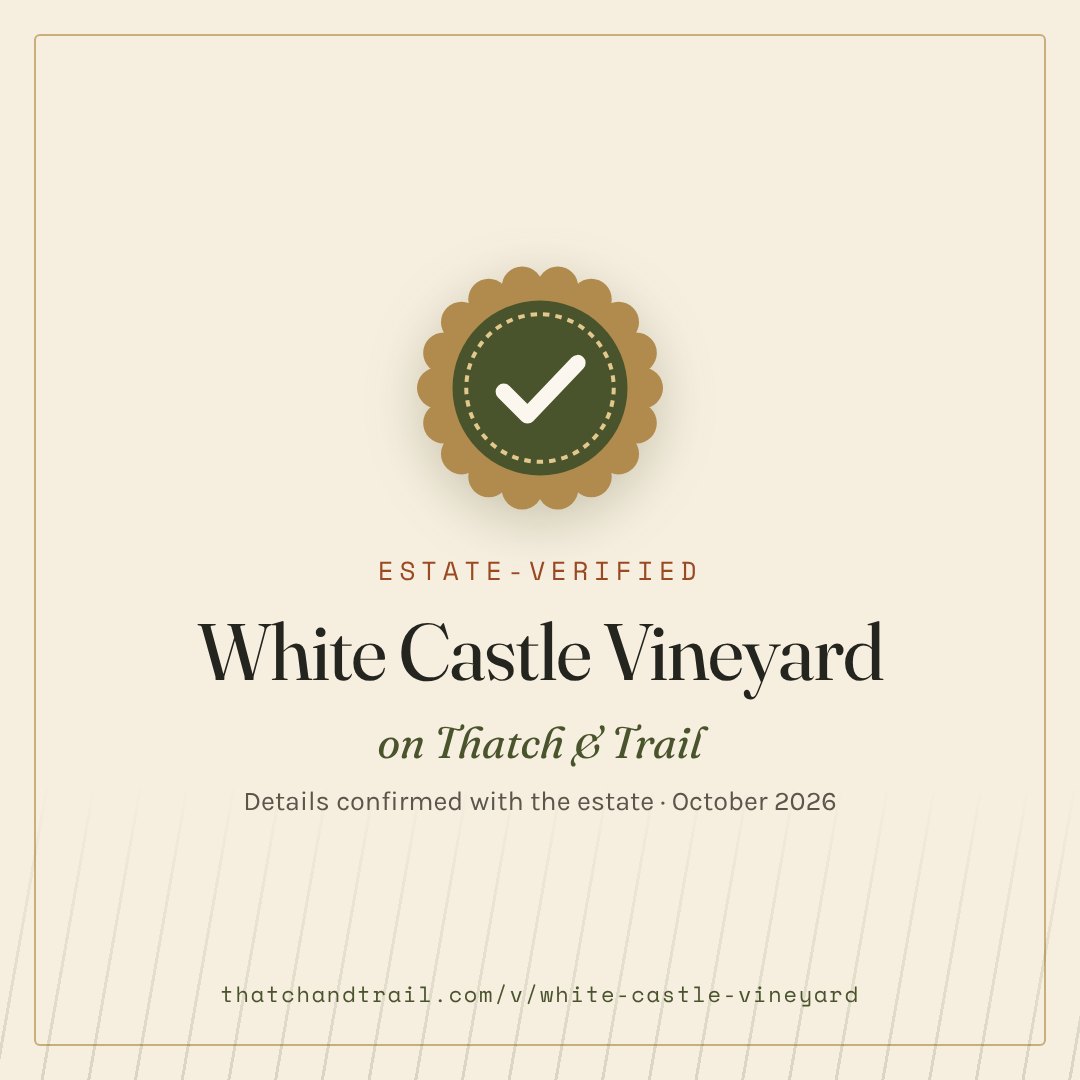 ESTATE-VERIFIED
White Castle Vineyard
on Thatch & Trail
Details confirmed with the estate · October 2026
thatchandtrail.com/v/white-castle-vineyard